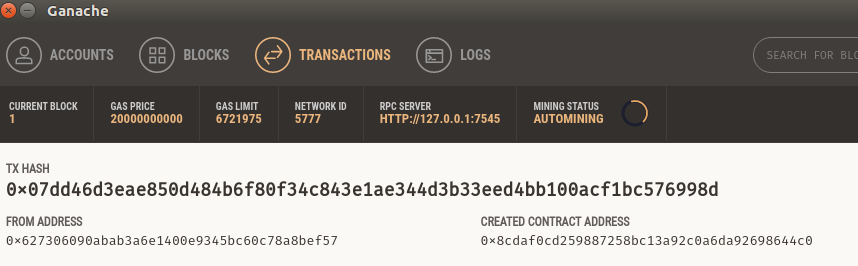 Ganache
ACCOUNTS BLOCKS TRANSACTIONS LOGS SEARCH FOR BLO
CURRENT BLOCK GAS PRICE GAS LIMIT NETWORK ID RPC SERVER MINING STATUS
1 20000000000 6721975 5777 HTTP://127.0.0.1:7545 AUTOMINING
TX HASH
0×07dd46d3eae850d484b6f80f34c843e1ae344d3b33eed4bb100acf1bc576998d
FROM ADDRESS CREATED CONTRACT ADDRESS
0×627306090abab3a6e1400e9345bc60c78a8bef57 0×8cdaf0cd259887258bc13a92c0a6da92698644c0